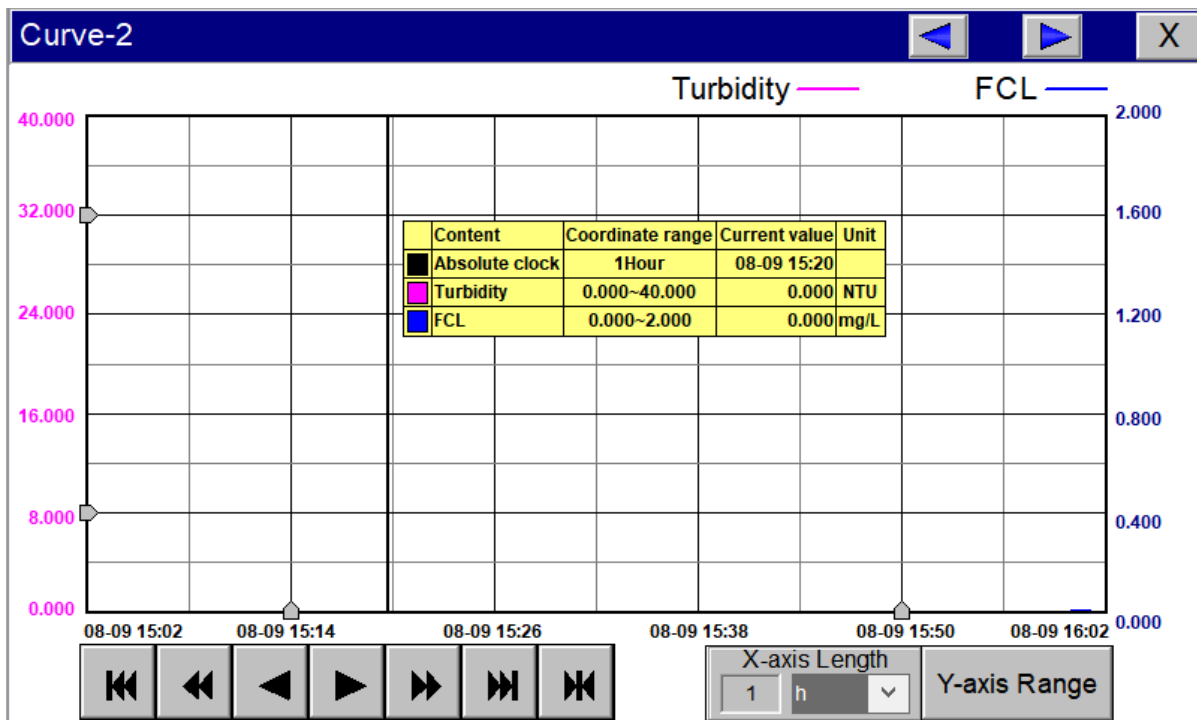 Curve-2
X
Turbidity FCL
40.000 2.000
32.000 1.600
Content Coordinate range Current value Unit
Absolute clock 1Hour 08-09 15:20
Turbidity 0.000~40.000 0.000 NTU
FCL 0.000~2.000 0.000 mg/L
24.000 1.200
16.000 0.800
8.000 0.400
0.000 0.000
08-09 15:02 08-09 15:14 08-09 15:26 08-09 15:38 08-09 15:50 08-09 16:02
X-axis Length
1 h
Y-axis Range